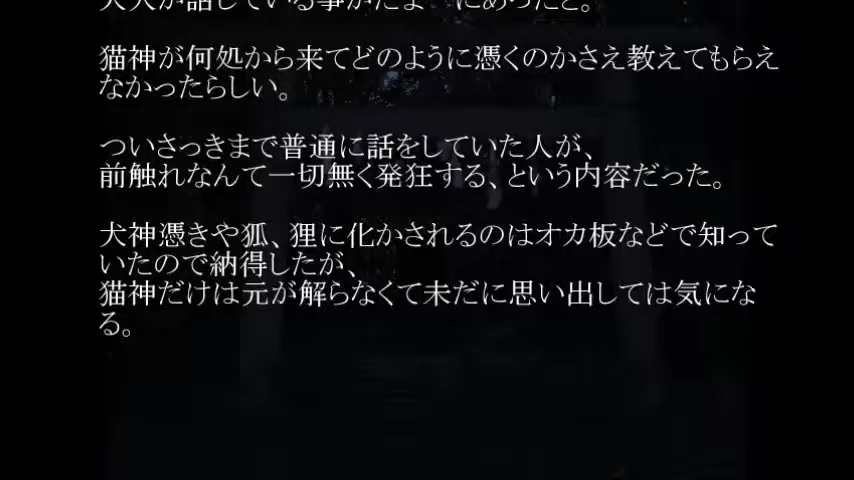 猫神が何処から来てどのように憑くのかさえ教えてもらえ
なかったらしい。
ついさっきまで普通に話をしていた人が、
前触れなんて一切無く発狂する、という内容だった。
犬神憑きや狐、狸に化かされるのはオカ板などで知って
いたので納得したが、
猫神だけは元が解らなくて未だに思い出しては気にな
る。